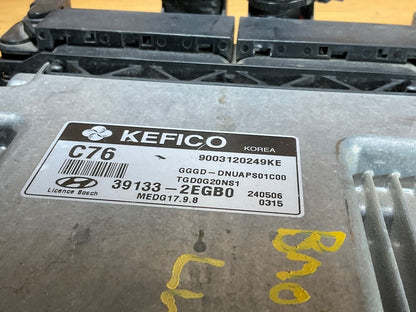 KEFICO
KOREA
C76
9003120249KE
GGGD-DNUAPS01C00
TGD0G20NS1
39133-2EGB0
240506
Licence Bosch
MEDG17.9.8
0315